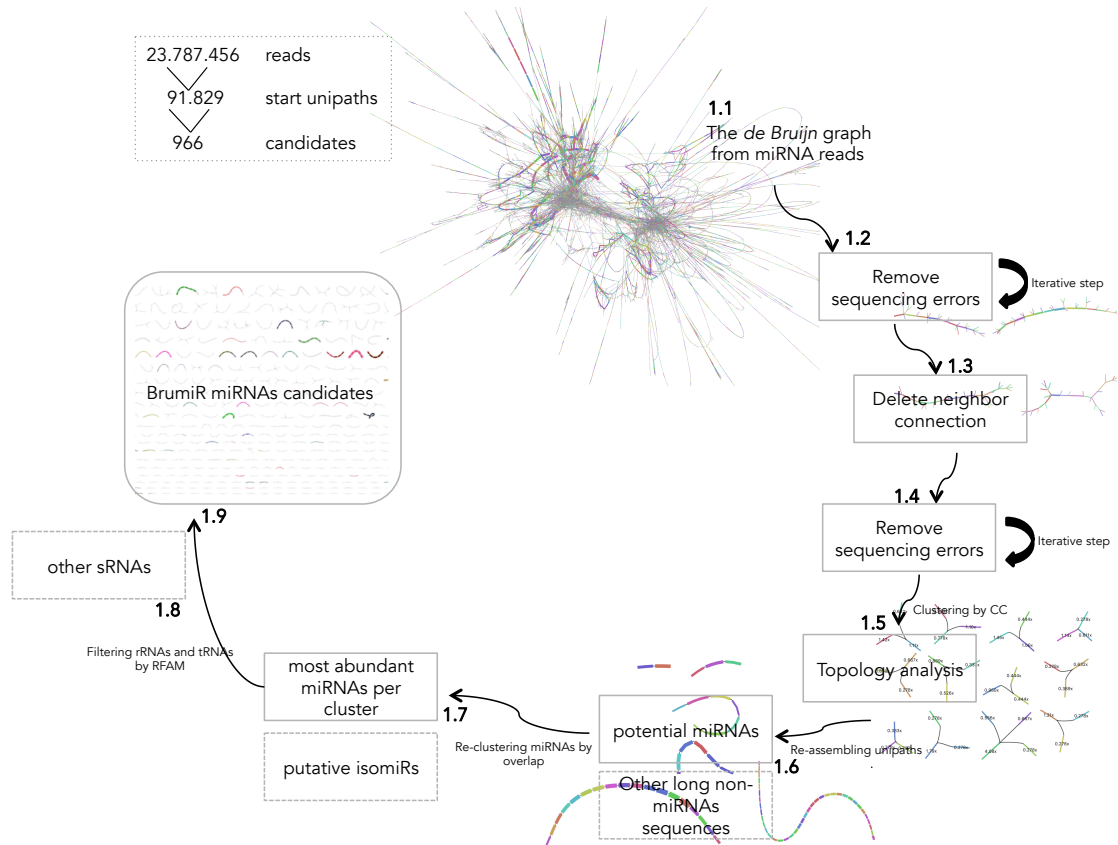 23.787.456 reads
91.829 start unipaths
966 candidates
1.1
The de Bruijn graph
from miRNA reads
1.2
Remove
sequencing errors
Iterative step
1.3
Delete neighbor
connection
1.4
Remove
sequencing errors
Iterative step
Clustering by CC
1.5
Topology analysis
Re-assembling unipaths
1.6
potential miRNAs
Other long non-
miRNAs
sequences
Re-clustering miRNAs by
overlap
1.7
most abundant
miRNAs per
cluster
putative isomiRs
Filtering rRNAs and tRNAs
by RFAM
1.8
other sRNAs
1.9
BrumiR miRNAs candidates